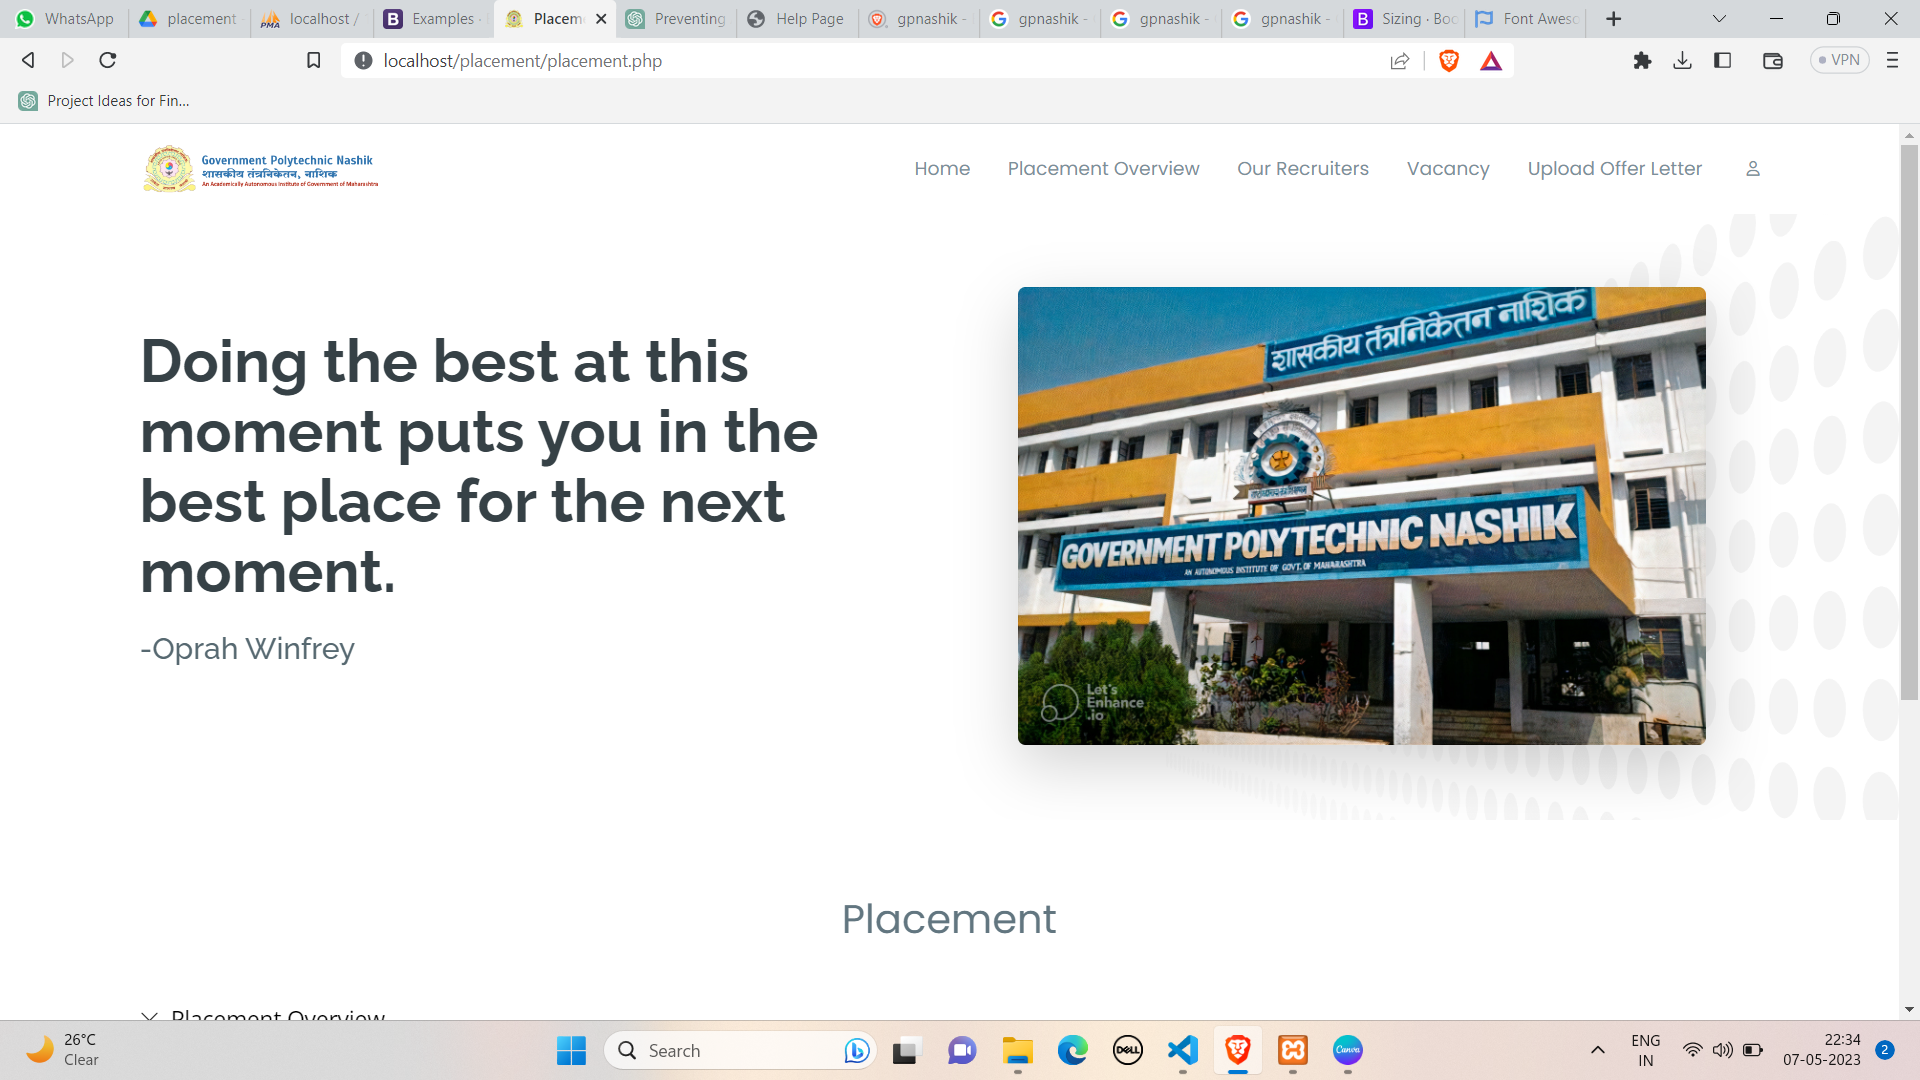 WhatsApp
placement
localhost /
Examples
Placem
Preventing
Help Page
gpnashik -
gpnashik -
gpnashik -
gpnashik -
Sizing · Boo
Font Aweso
localhost/placement/placement.php
VPN
Project Ideas for Fin...
Government Polytechnic Nashik
शासकीय तंत्रनिकेतन, नाशिक
An Academically Autonomous Institute of Government of Maharashtra
Home
Placement Overview
Our Recruiters
Vacancy
Upload Offer Letter
Doing the best at this
moment puts you in the
best place for the next
moment.
-Oprah Winfrey
शासकीय तंत्रनिकेतन नाशिक
GOVERNMENT POLYTECHNIC NASHIK
AN AUTONOMOUS INSTITUTE OF GOVT. OF MAHARASHTRA
Let's
Enhance
.io
Placement
Placement Overview
26°C
Clear
Search
DELL
Canva
ENG
IN
22:34
07-05-2023
2